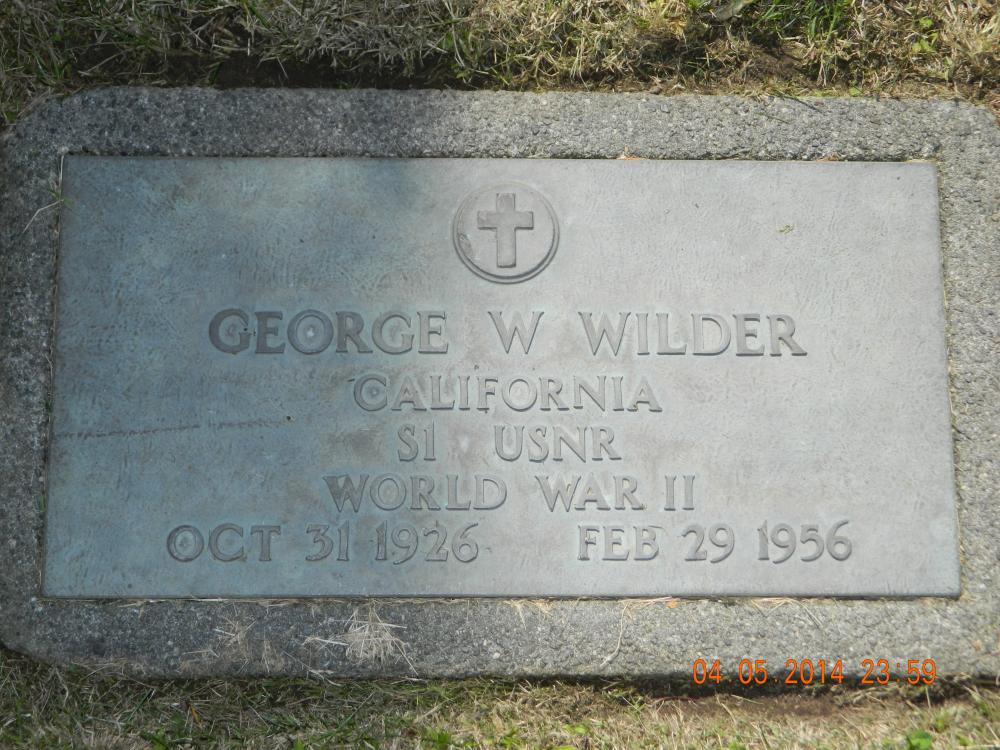 GEORGE W WILDER
CALIFORNIA
S1 USNR
WORLD WAR II
OCT 31 1926 FEB 29 1956
04.05.2014 23:59